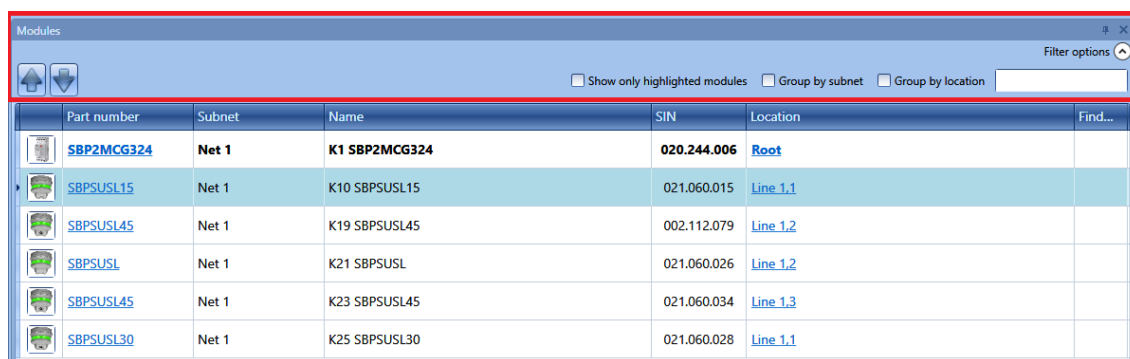 Modules
Filter options
Show only highlighted modules Group by subnet Group by location
Part number Subnet Name SIN Location Find...
SBP2MCG324 Net 1 K1 SBP2MCG324 020.244.006 Root
SBPSUSL15 Net 1 K10 SBPSUSL15 021.060.015 Line 1,1
SBPSUSL45 Net 1 K19 SBPSUSL45 002.112.079 Line 1,2
SBPSUSL Net 1 K21 SBPSUSL 021.060.026 Line 1,2
SBPSUSL45 Net 1 K23 SBPSUSL45 021.060.034 Line 1,3
SBPSUSL30 Net 1 K25 SBPSUSL30 021.060.028 Line 1,1